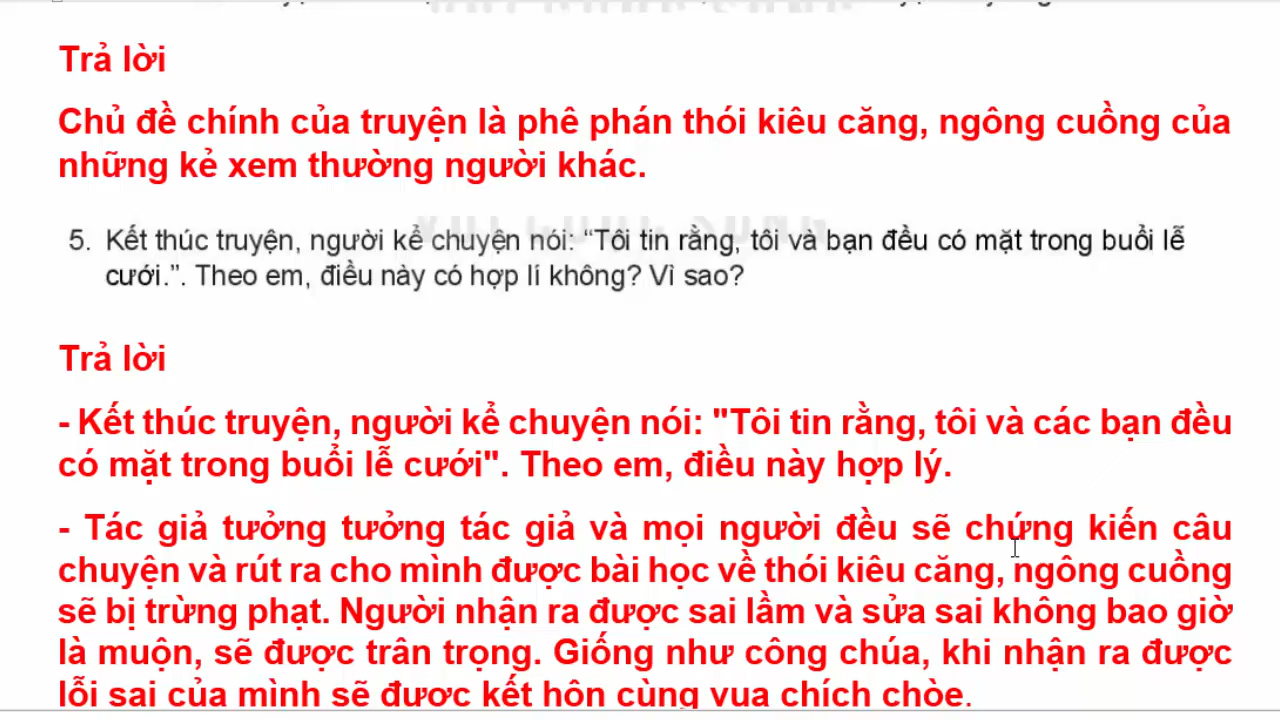 Trả lời
Chủ đề chính của truyện là phê phán thói kiêu căng, ngông cuồng của
những kẻ xem thường người khác.
5. Kết thúc truyện, người kể chuyện nói: “Tôi tin rằng, tôi và bạn đều có mặt trong buổi lễ
cưới.”. Theo em, điều này có hợp lí không? Vì sao?
Trả lời
- Kết thúc truyện, người kể chuyện nói: "Tôi tin rằng, tôi và các bạn đều
có mặt trong buổi lễ cưới". Theo em, điều này hợp lý.
- Tác giả tưởng tưởng tác giả và mọi người đều sẽ chứng kiến câu
chuyện và rút ra cho mình được bài học về thói kiêu căng, ngông cuồng
sẽ bị trừng phạt. Người nhận ra được sai lầm và sửa sai không bao giờ
là muộn, sẽ được trân trọng. Giống như công chúa, khi nhận ra được
lỗi sai của mình sẽ được kết hôn cùng vua chích chòe.